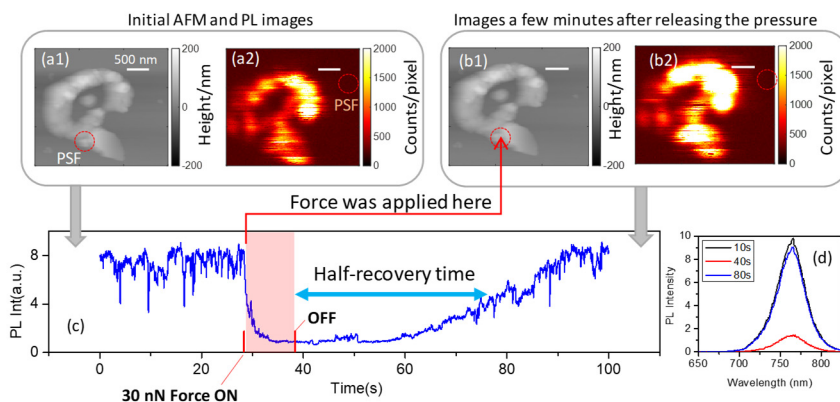 Initial AFM and PL images
Images a few minutes after releasing the pressure
(a1)
500 nm
PSF
200
0
-200
Height/nm
(a2)
PSF
2000
1500
1000
500
0
Counts/pixel
(b1)
200
0
-200
Height/nm
(b2)
2000
1500
1000
500
0
Counts/pixel
Force was applied here
PL Int(a.u.)
8
4
0
(c)
Half-recovery time
OFF
0
20
40
60
80
100
Time(s)
30 nN Force ON
PL Intensity
10
8
6
4
2
0
10s
40s
80s
(d)
650
700
750
800
Wavelength (nm)